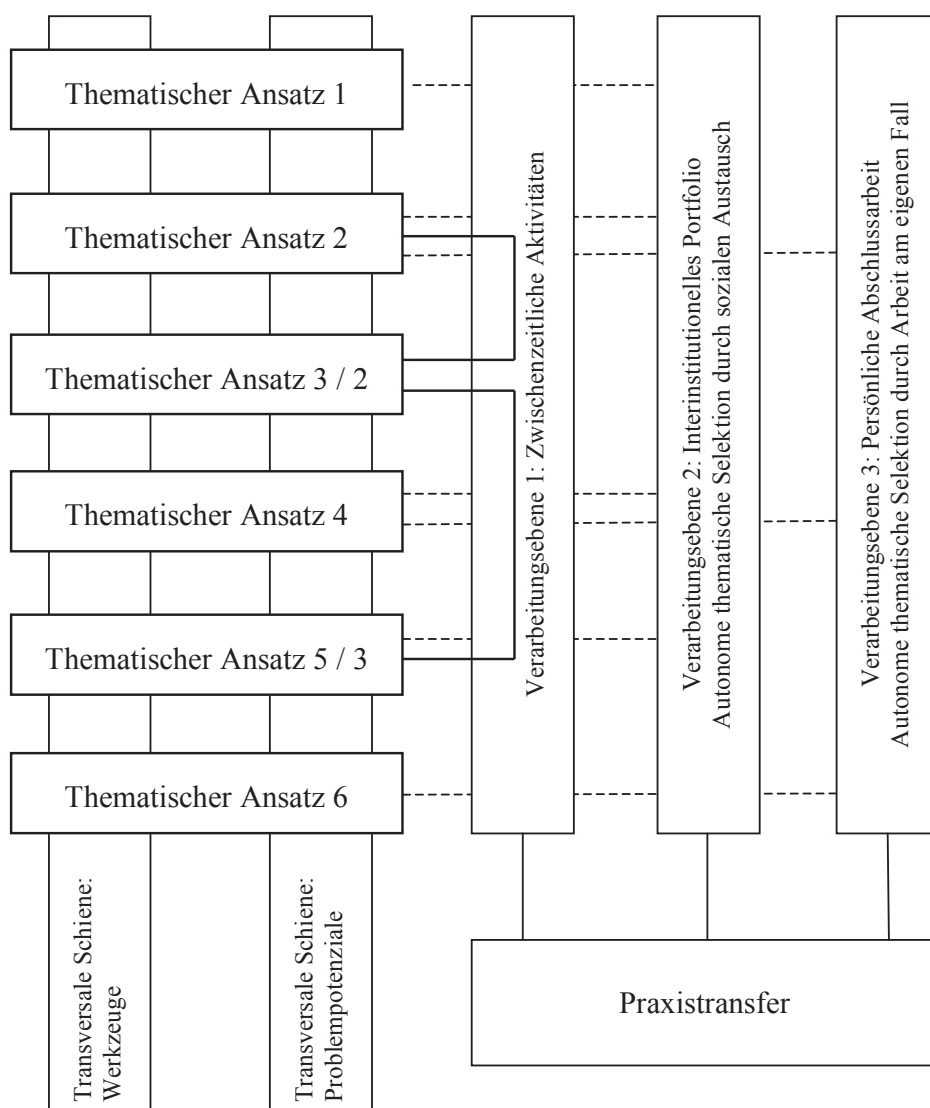 Thematischer Ansatz 1
Thematischer Ansatz 2
Thematischer Ansatz 3 / 2
Thematischer Ansatz 4
Thematischer Ansatz 5 / 3
Thematischer Ansatz 6
Transversale Schiene:
Werkzeuge
Transversale Schiene:
Problempotenziale
Verarbeitungsebene 1: Zwischenzeitliche Aktivitäten
Verarbeitungsebene 2: Interinstitutionelles Portfolio
Autonome thematische Selektion durch sozialen Austausch
Verarbeitungsebene 3: Persönliche Abschlussarbeit
Autonome thematische Selektion durch Arbeit am eigenen Fall
Praxistransfer